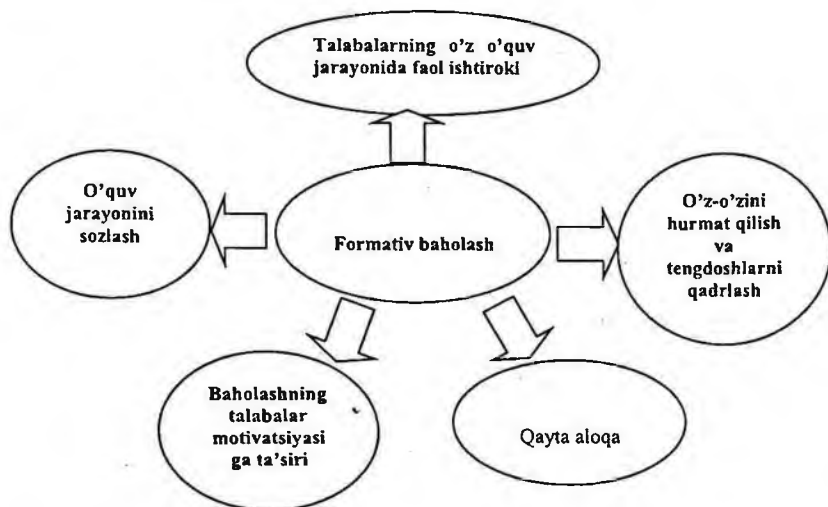 Talabalarning o'z o'quv
jarayonida faol ishtiroki
O'quv
jarayonini
sozlash
Formativ baholash
O'z-o'zini
hurmat qilish
va
tengdoshlarni
qadrlash
Baholashning
talabalar
motivatsiyasi
ga ta'siri
Qayta aloqa